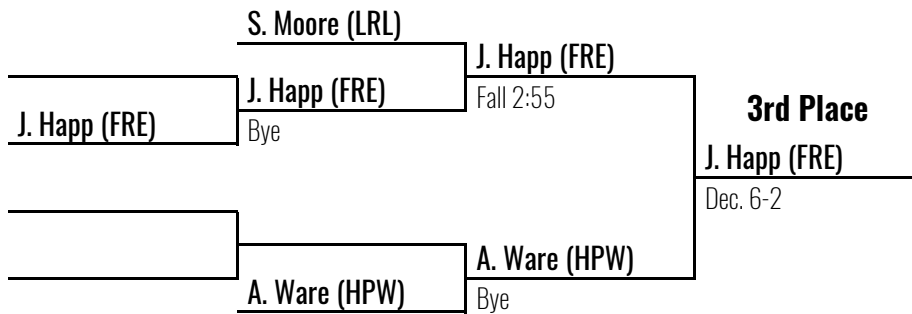 S. Moore (LRL)
J. Happ (FRE)
J. Happ (FRE)
Fall 2:55
3rd Place
J. Happ (FRE)
Bye
J. Happ (FRE)
Dec. 6-2
A. Ware (HPW)
A. Ware (HPW)
Bye